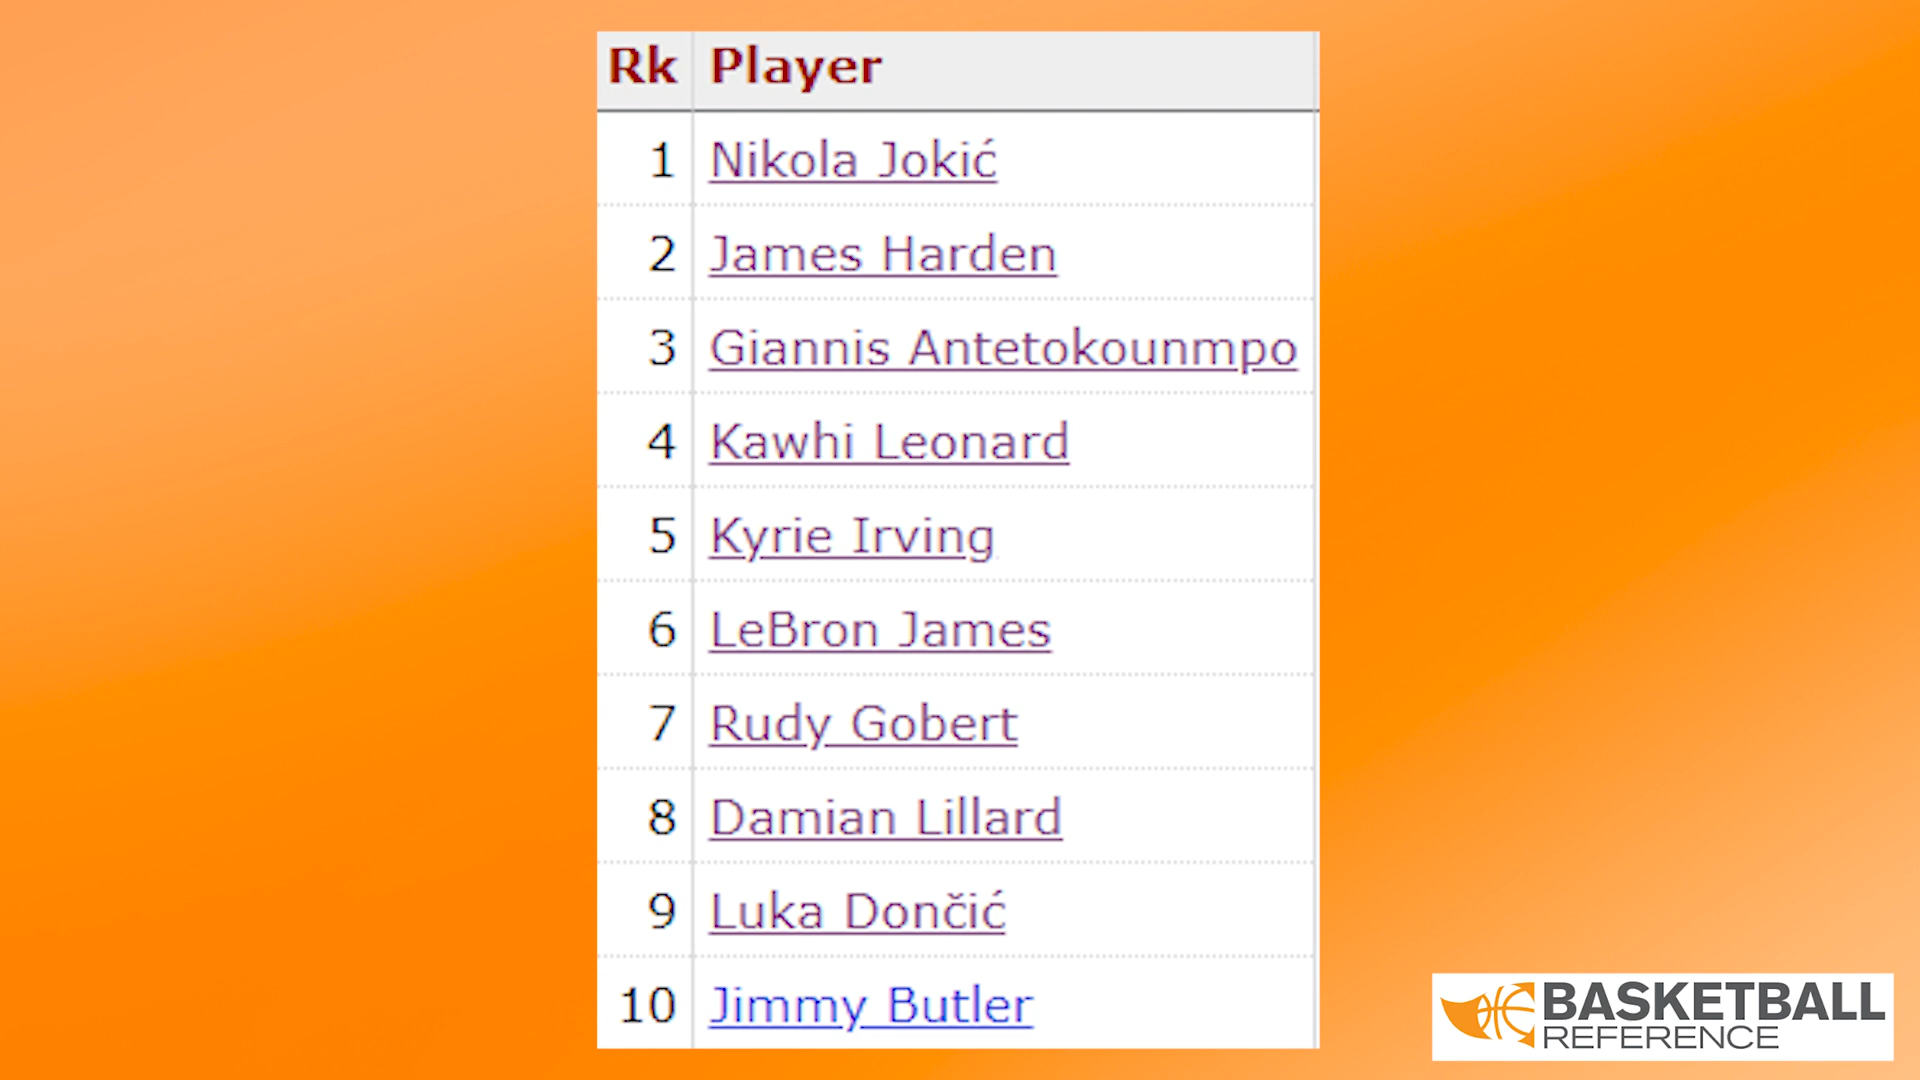 Rk Player
1 Nikola Jokić
2 James Harden
3 Giannis Antetokounmpo
4 Kawhi Leonard
5 Kyrie Irving
6 LeBron James
7 Rudy Gobert
8 Damian Lillard
9 Luka Dončić
10 Jimmy Butler
BASKETBALL
REFERENCE